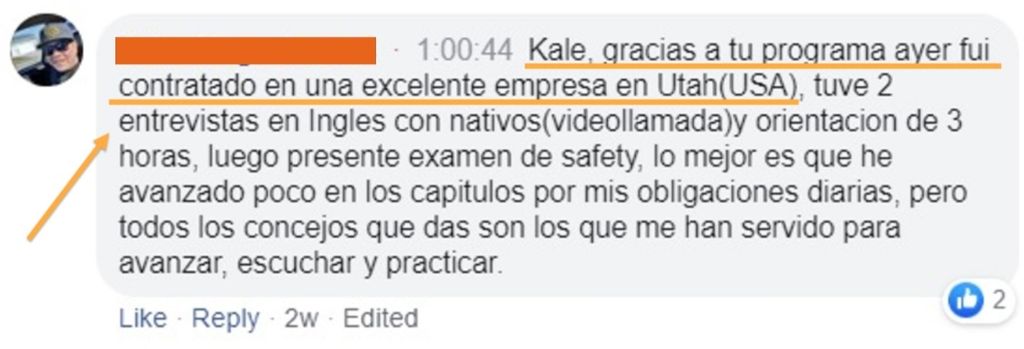 1:00:44 Kale, gracias a tu programa ayer fui
contratado en una excelente empresa en Utah(USA), tuve 2
entrevistas en Ingles con nativos(videollamada)y orientacion de 3
horas, luego presente examen de safety, lo mejor es que he
avanzado poco en los capitulos por mis obligaciones diarias, pero
todos los concejos que das son los que me han servido para
avanzar, escuchar y practicar.
2
Like · Reply · 2w · Edited